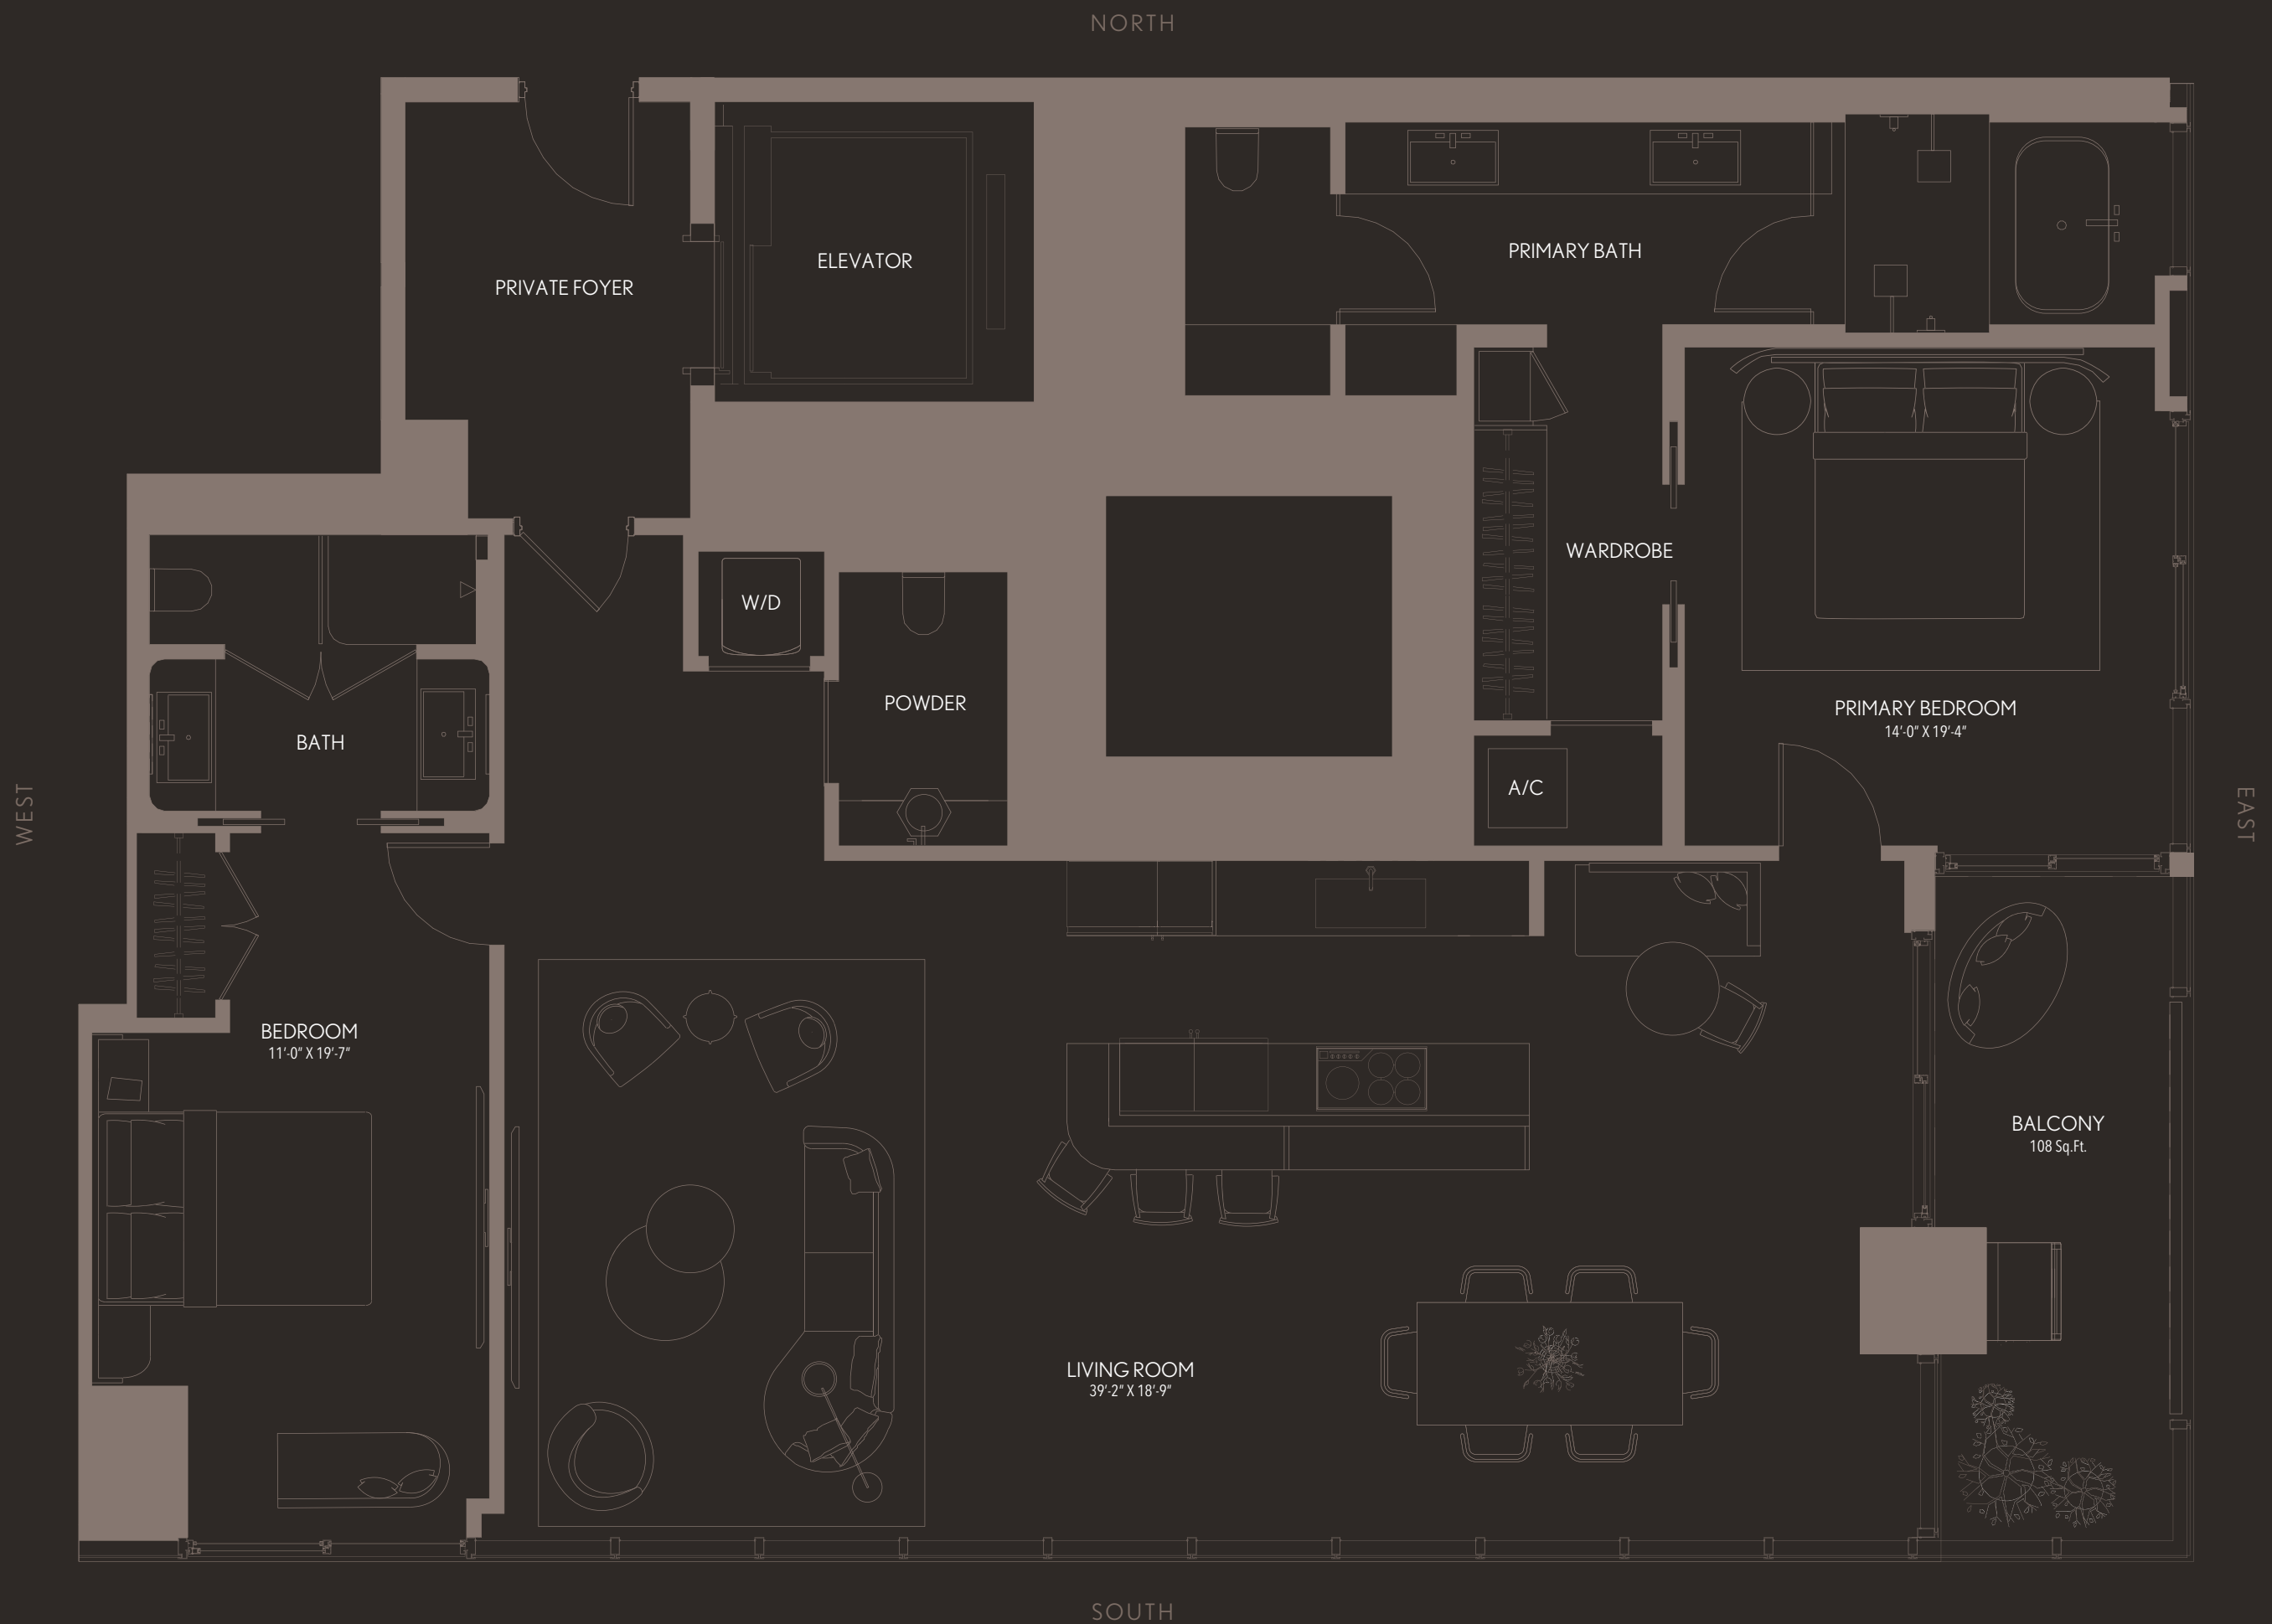 NORTH
ELEVATOR
PRIVATE FOYER
PRIMARY BATH
WARDROBE
W/D
POWDER
PRIMARY BEDROOM
14'-0" X 19'-4"
BATH
A/C
WEST
EAST
BEDROOM
11'-0" X 19'-7"
BALCONY
108 Sq.Ft.
LIVING ROOM
39'-2" X 18'-9"
SOUTH